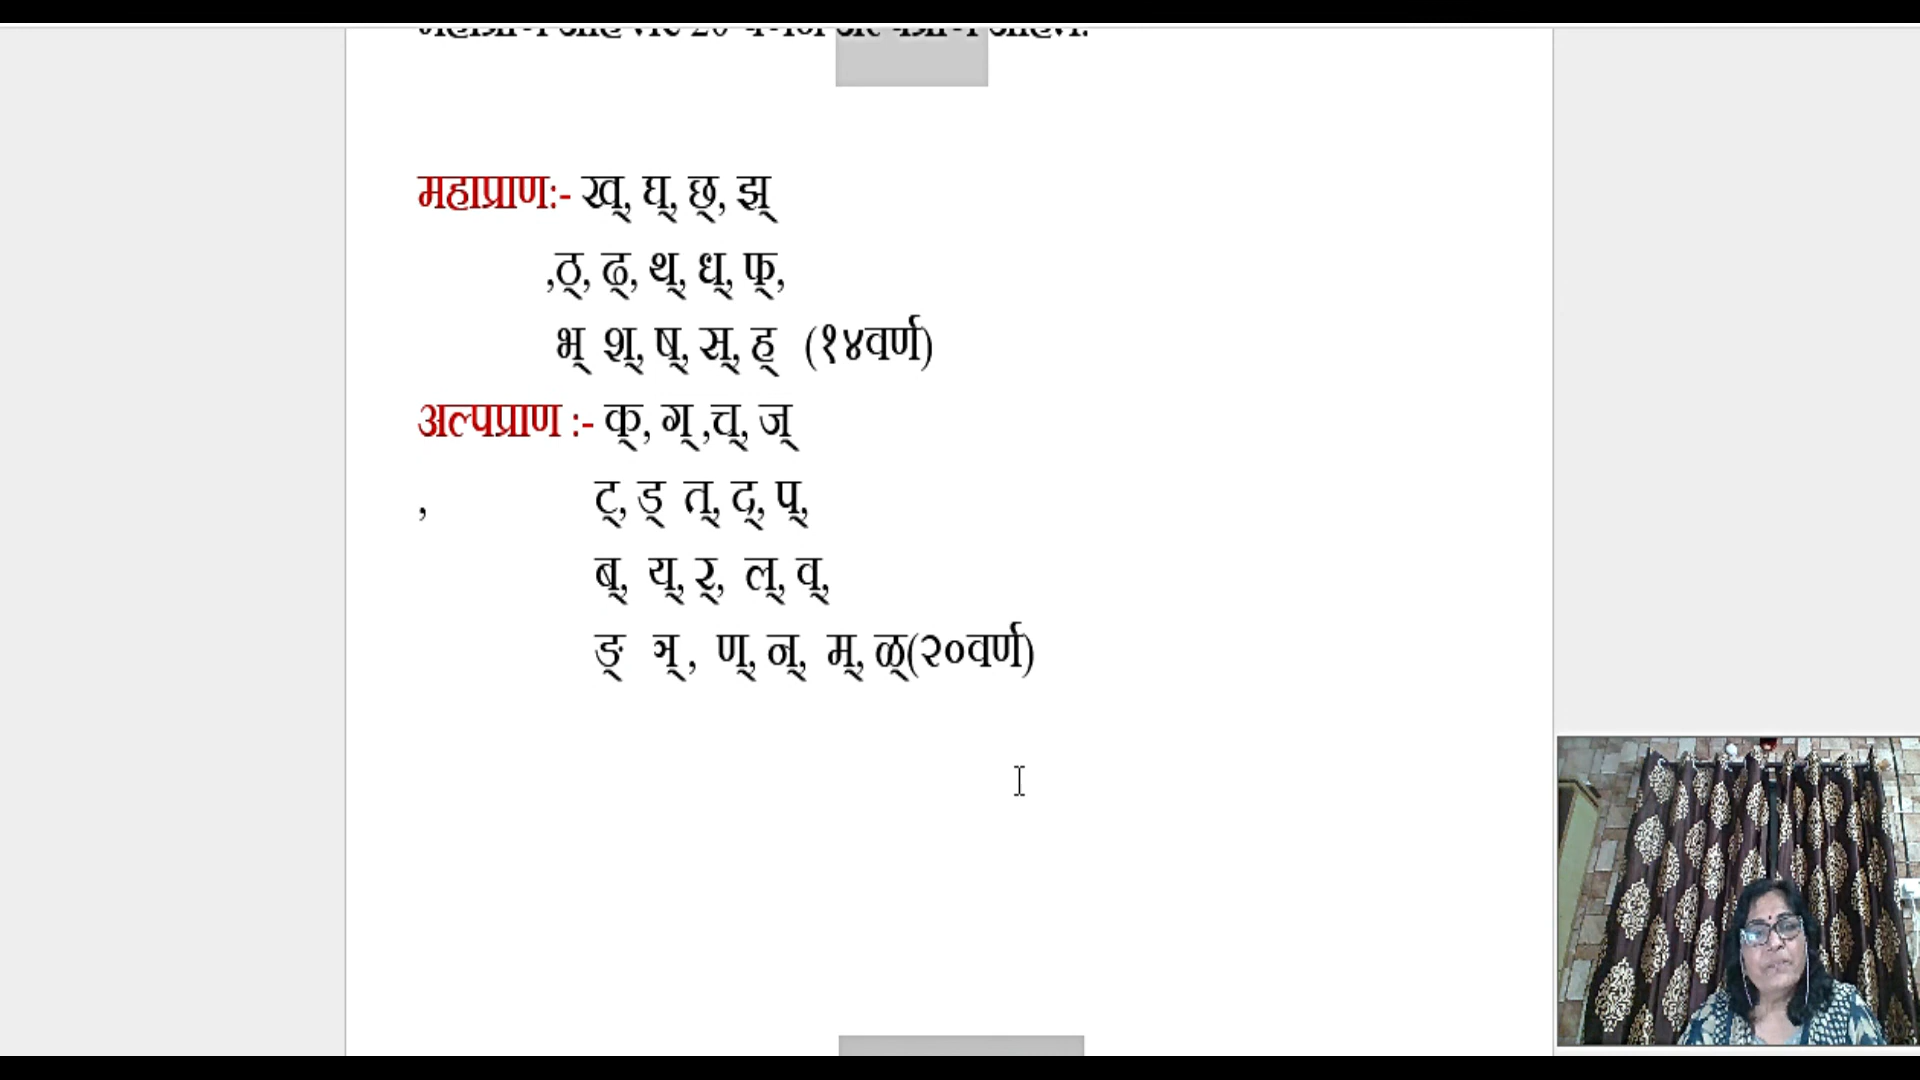 महाप्राण:- ख्, घ्, छ्, झ्
,ठ्, ढ्, थ्, ध्, फ्,
भ् श्, ष्, स्, ह् (१४वर्ण)
अल्पप्राण :- क्, ग् ,च्, ज्
, ट्, ड् त्, द्, प्,
ब्, य्, र्, ल्, व्,
ङ् ञ् , ण्, न्, म्, ळ्(२०वर्ण)